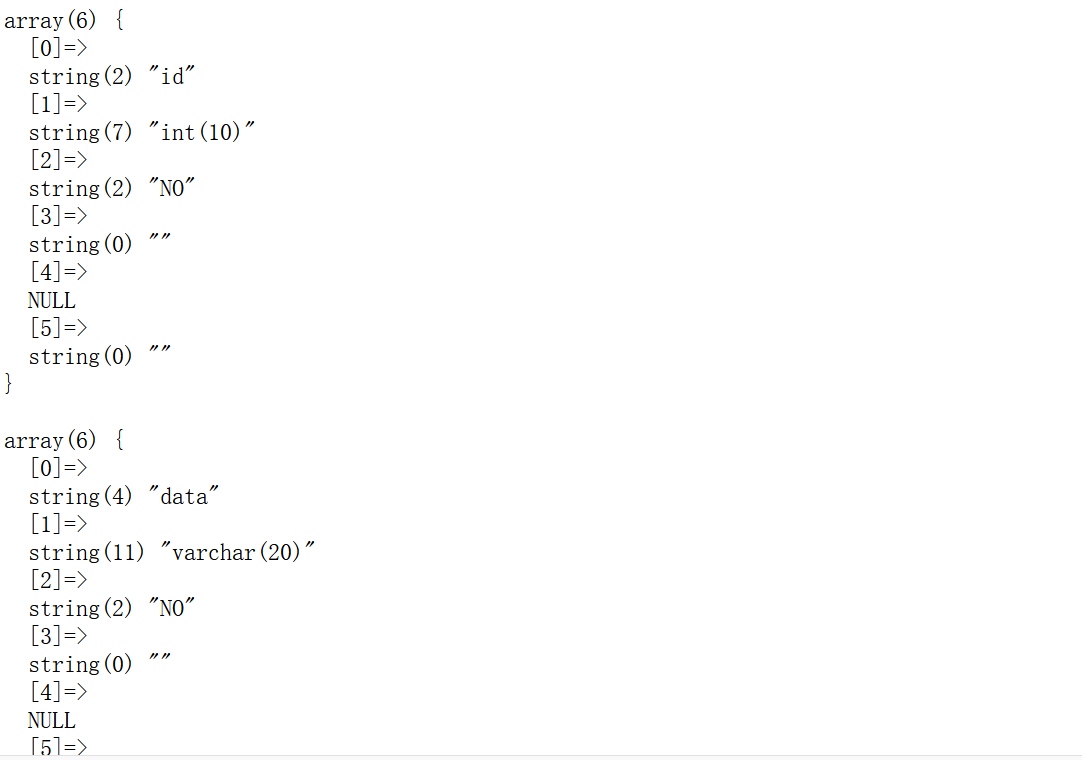 array(6) {
  [0]=>
  string(2) "id"
  [1]=>
  string(7) "int(10)"
  [2]=>
  string(2) "NO"
  [3]=>
  string(0) ""
  [4]=>
  NULL
  [5]=>
  string(0) ""
}

array(6) {
  [0]=>
  string(4) "data"
  [1]=>
  string(11) "varchar(20)"
  [2]=>
  string(2) "NO"
  [3]=>
  string(0) ""
  [4]=>
  NULL
  [5]=>